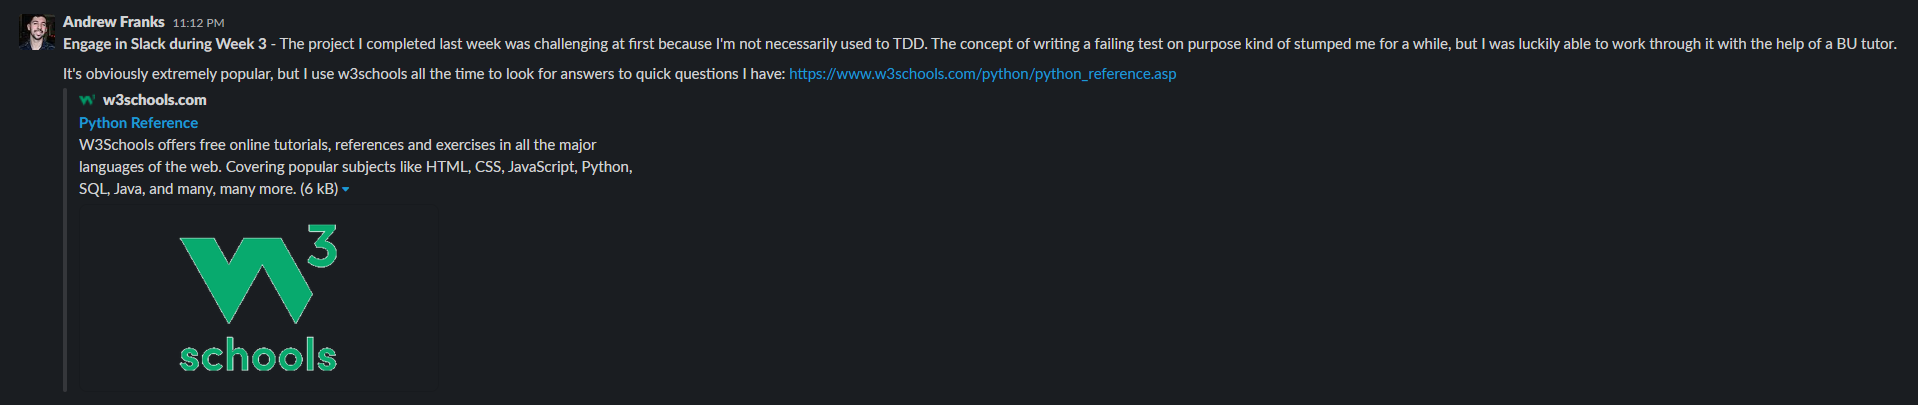 Andrew Franks 11:12 PM
Engage in Slack during Week 3 - The project I completed last week was challenging at first because I'm not necessarily used to TDD. The concept of writing a failing test on purpose kind of stumped me for a while, but I was luckily able to work through it with the help of a BU tutor.
It's obviously extremely popular, but I use w3schools all the time to look for answers to quick questions I have: https://www.w3schools.com/python/python_reference.asp
w3schools.com
Python Reference
W3Schools offers free online tutorials, references and exercises in all the major
languages of the web. Covering popular subjects like HTML, CSS, JavaScript, Python,
SQL, Java, and many, many more. (6 kB)
W3
schools